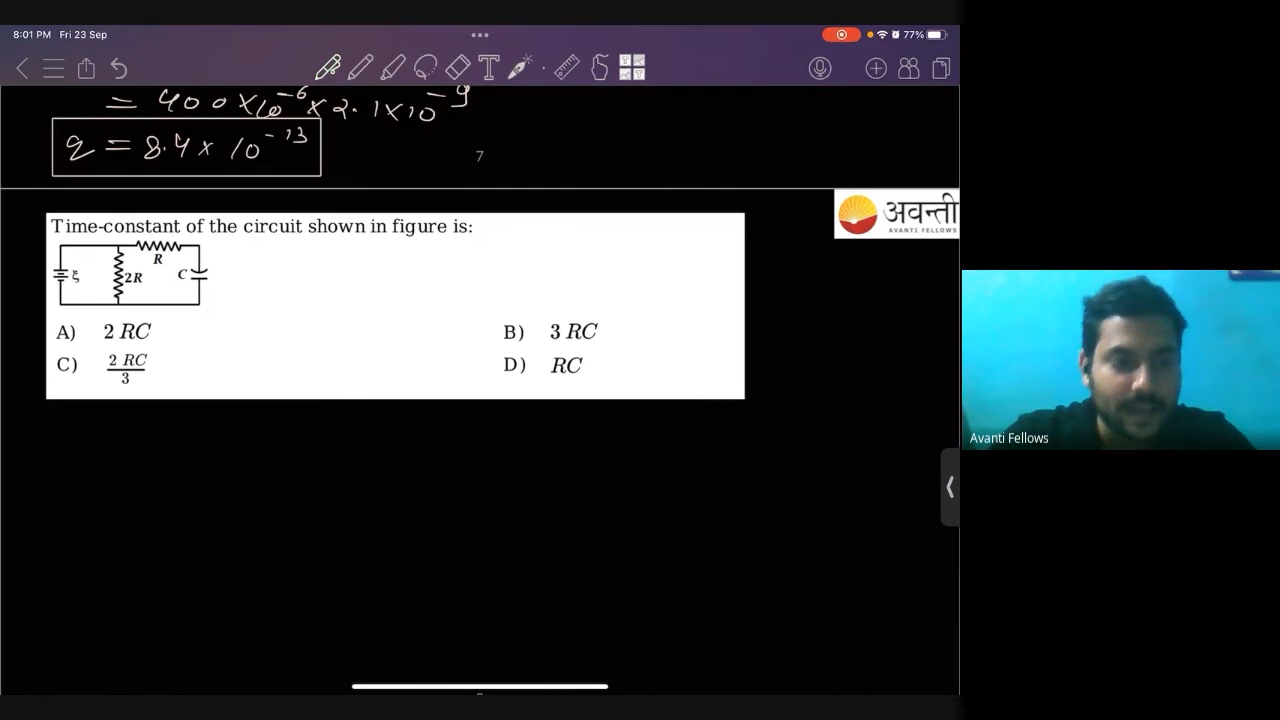 8:01 PM Fri 23 Sep
77%
= 400 × 10^-6 × 2.1 × 10^-9
q = 8.4 × 10^-13
7
Time-constant of the circuit shown in figure is:
R
ξ 2R C
अवन्ती
AVANTI FELLOWS
A) 2 RC
B) 3 RC
C) 2 RC / 3
D) RC
Avanti Fellows